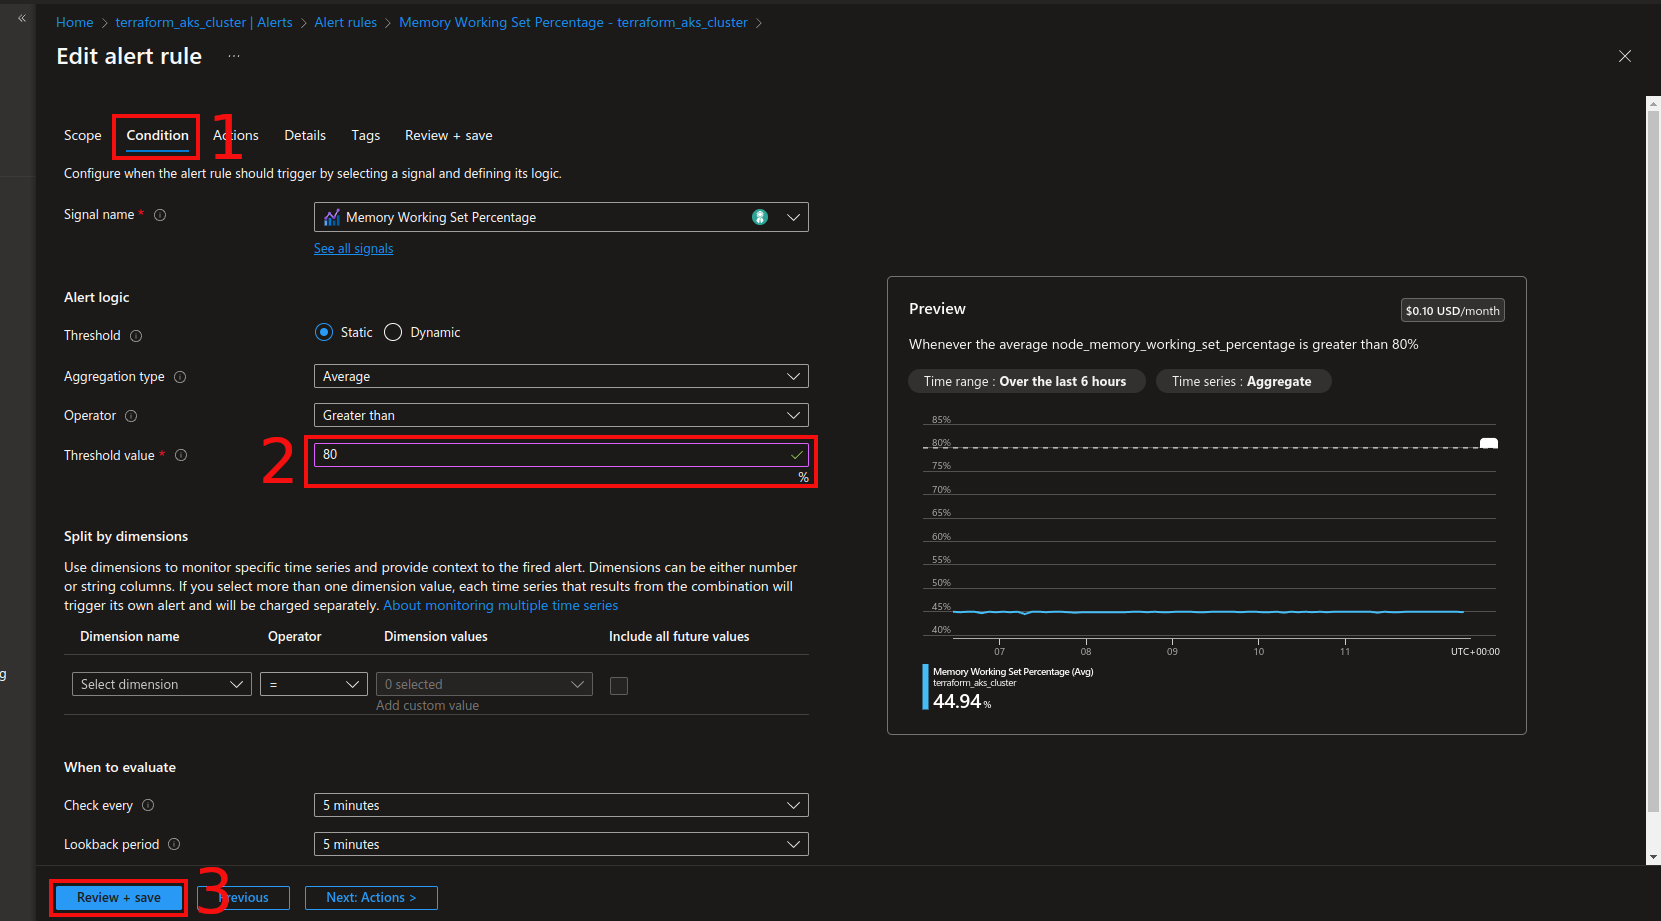 «
Home > terraform_aks_cluster | Alerts > Alert rules > Memory Working Set Percentage - terraform_aks_cluster >
Edit alert rule ...
Scope Condition 1 Actions Details Tags Review + save
Configure when the alert rule should trigger by selecting a signal and defining its logic.
Signal name *
Memory Working Set Percentage
See all signals
Alert logic
Threshold
Static Dynamic
Aggregation type
Average
Operator
Greater than
Threshold value *
2
80
%
Split by dimensions
Use dimensions to monitor specific time series and provide context to the fired alert. Dimensions can be either number
or string columns. If you select more than one dimension value, each time series that results from the combination will
trigger its own alert and will be charged separately. About monitoring multiple time series
Dimension name Operator Dimension values Include all future values
Select dimension = 0 selected
Add custom value
g
When to evaluate
Check every
5 minutes
Lookback period
5 minutes
Review + save 3 Previous Next: Actions >
Preview
$0.10 USD/month
Whenever the average node_memory_working_set_percentage is greater than 80%
Time range : Over the last 6 hours Time series : Aggregate
85%
80%
75%
70%
65%
60%
55%
50%
45%
40%
07 08 09 10 11 UTC+00:00
Memory Working Set Percentage (Avg)
terraform_aks_cluster
44.94 %